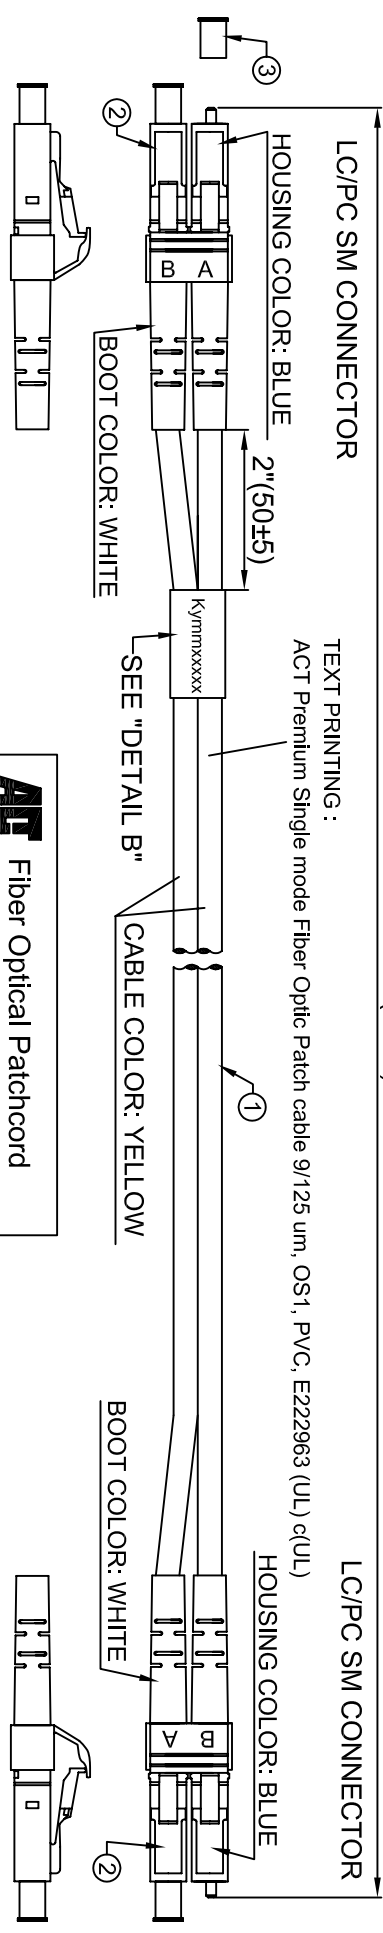 LC/PC SM CONNECTOR
LC/PC SM CONNECTOR
3
HOUSING COLOR: BLUE
2
B A
BOOT COLOR: WHITE
2"(50±5)
Kymmxxxxx
SEE "DETAIL B"
TEXT PRINTING :
ACT Premium Single mode Fiber Optic Patch cable 9/125 um, OS1, PVC, E222963 (UL) c(UL)
1
CABLE COLOR: YELLOW
HOUSING COLOR: BLUE
BOOT COLOR: WHITE
A B
2
Fiber Optical Patchcord